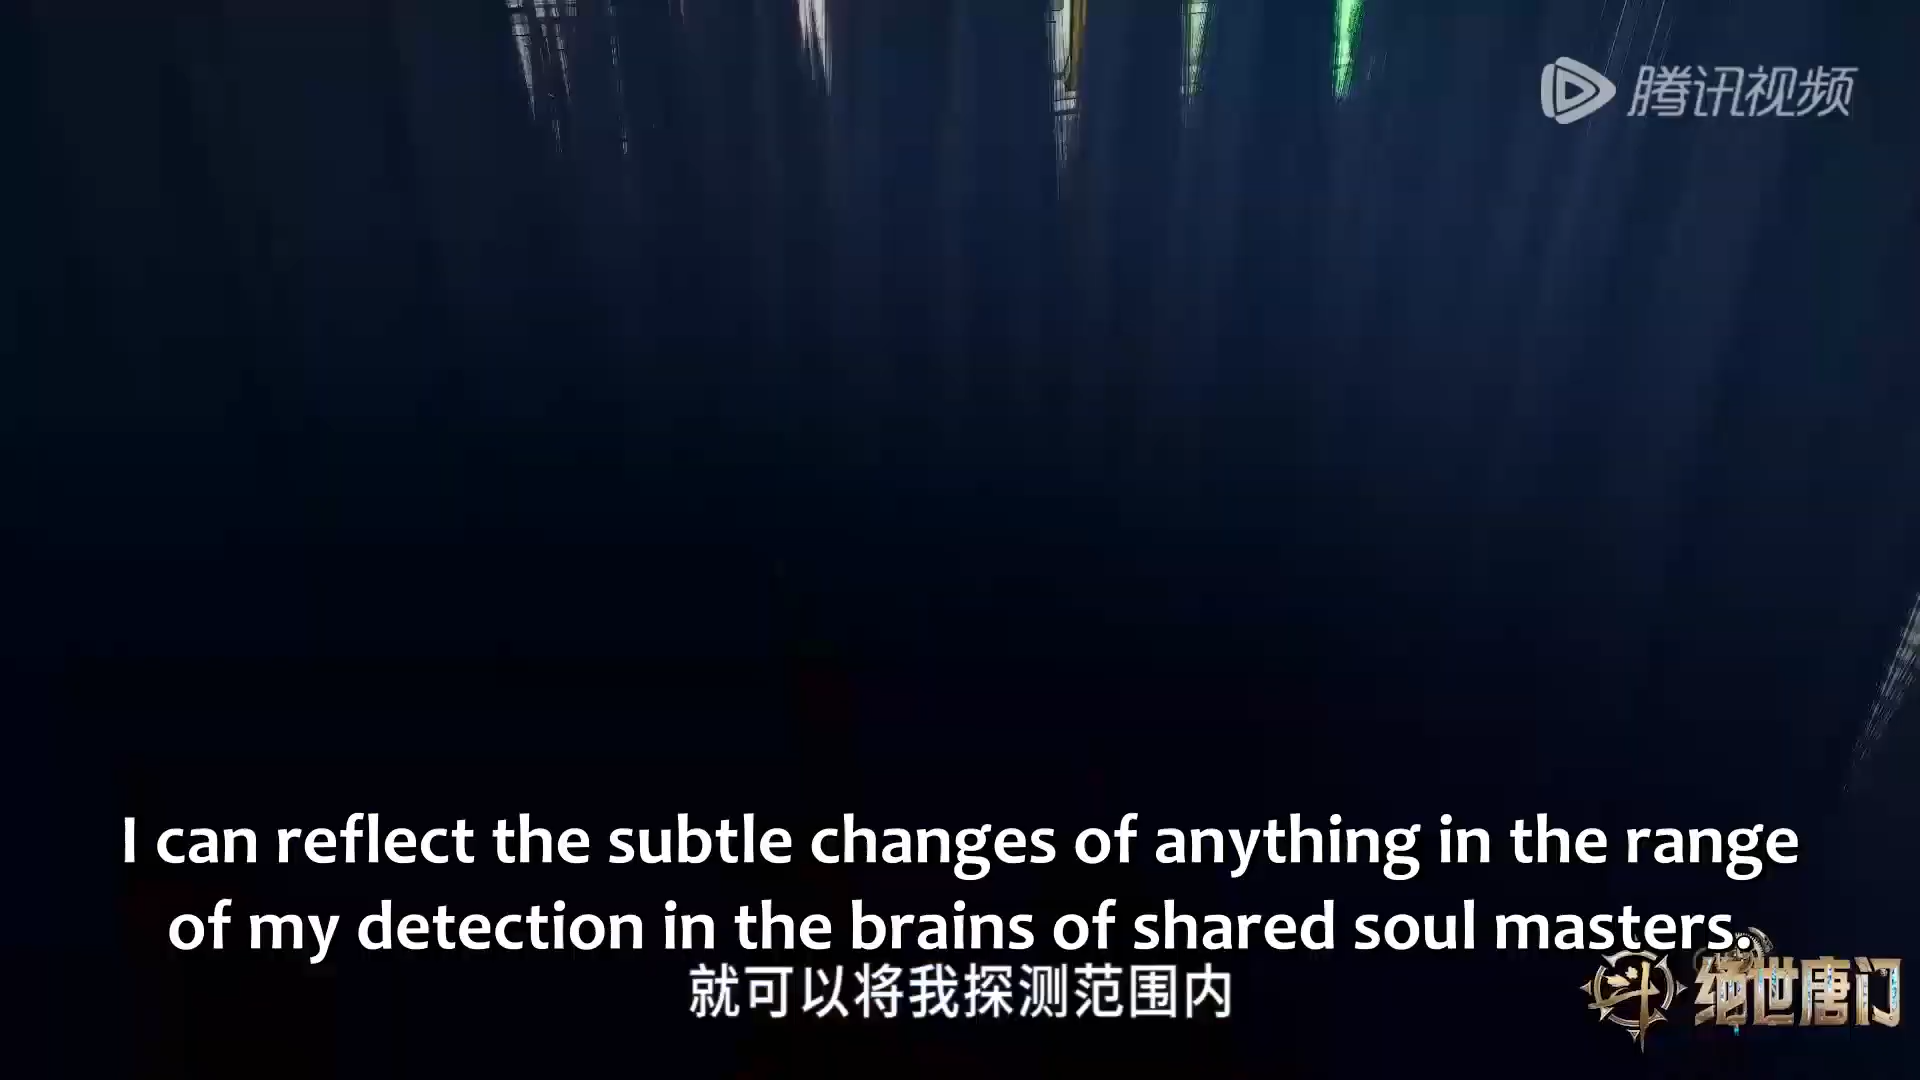 腾讯视频
I can reflect the subtle changes of anything in the range
of my detection in the brains of shared soul masters.
就可以将我探测范围内
斗 绝世唐门